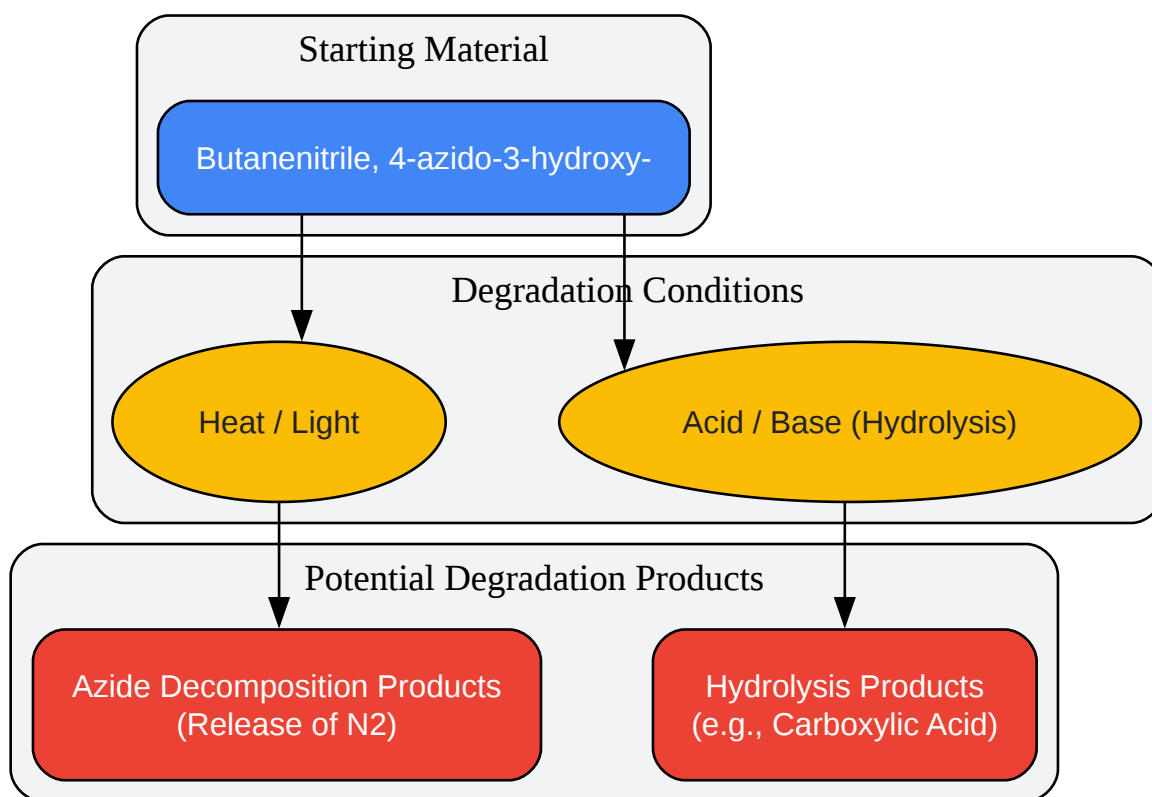 Starting Material
Butanenitrile, 4-azido-3-hydroxy-
Degradation Conditions
Heat / Light
Acid / Base (Hydrolysis)
Potential Degradation Products
Azide Decomposition Products
(Release of N2)
Hydrolysis Products
(e.g., Carboxylic Acid)